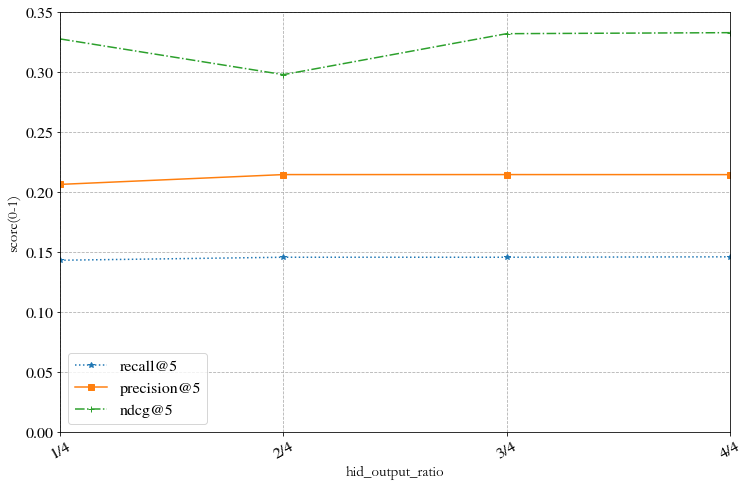 0.35
0.30
0.25
0.20
0.15
0.10
0.05
0.00
score(0-1)
recall@5
precision@5
ndcg@5
1/4
2/4
3/4
4/4
hid_output_ratio